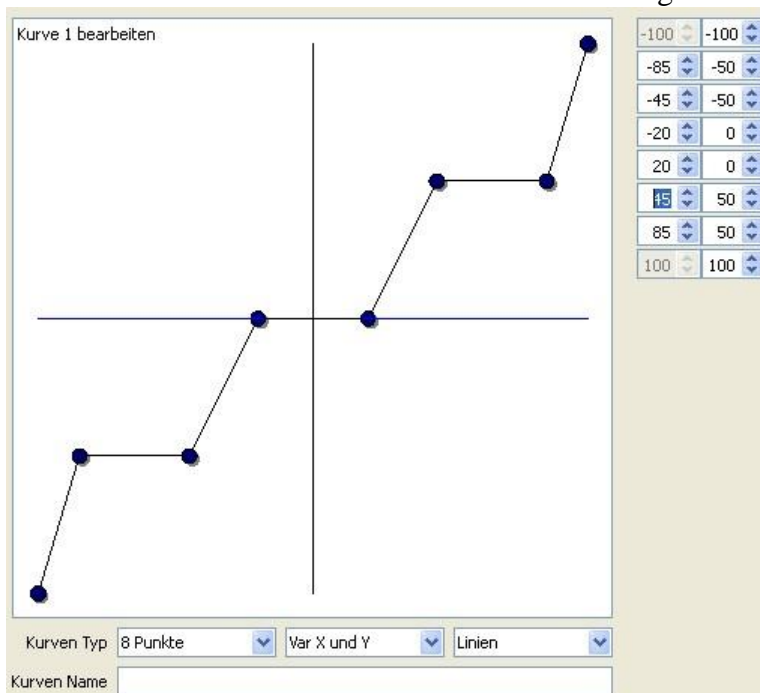 Kurve 1 bearbeiten
-100 -100
-85 -50
-45 -50
-20 0
20 0
45 50
85 50
100 100
Kurven Typ 8 Punkte Var X und Y Linien
Kurven Name